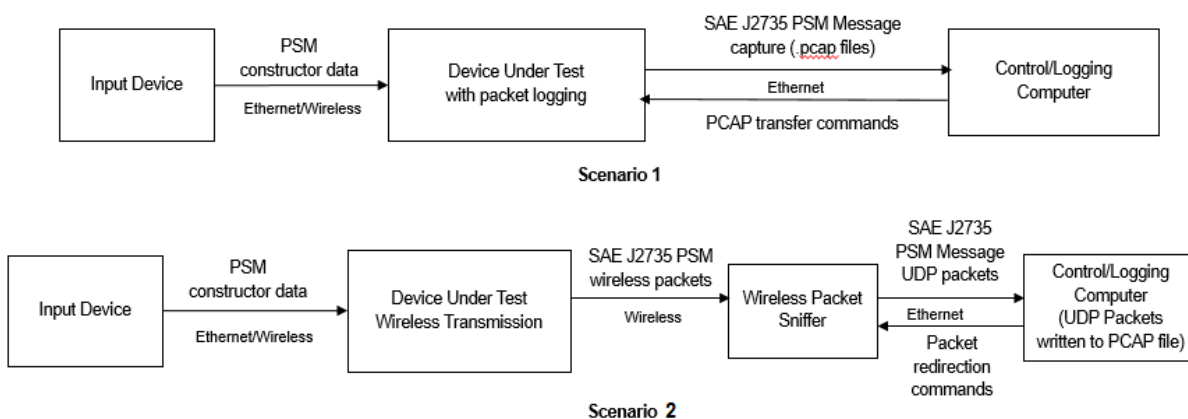 SAE J2735 PSM Message
capture (.pcap files)
PSM
constructor data
Input Device
Ethernet/Wireless
Device Under Test
with packet logging
Ethernet
PCAP transfer commands
Control/Logging
Computer
Scenario 1
PSM
constructor data
Input Device
Ethernet/Wireless
Device Under Test
Wireless Transmission
SAE J2735 PSM
wireless packets
Wireless
Wireless Packet
Sniffer
SAE J2735
PSM Message
UDP packets
Ethernet
Packet
redirection
commands
Control/Logging
Computer
(UDP Packets
written to PCAP file)
Scenario 2